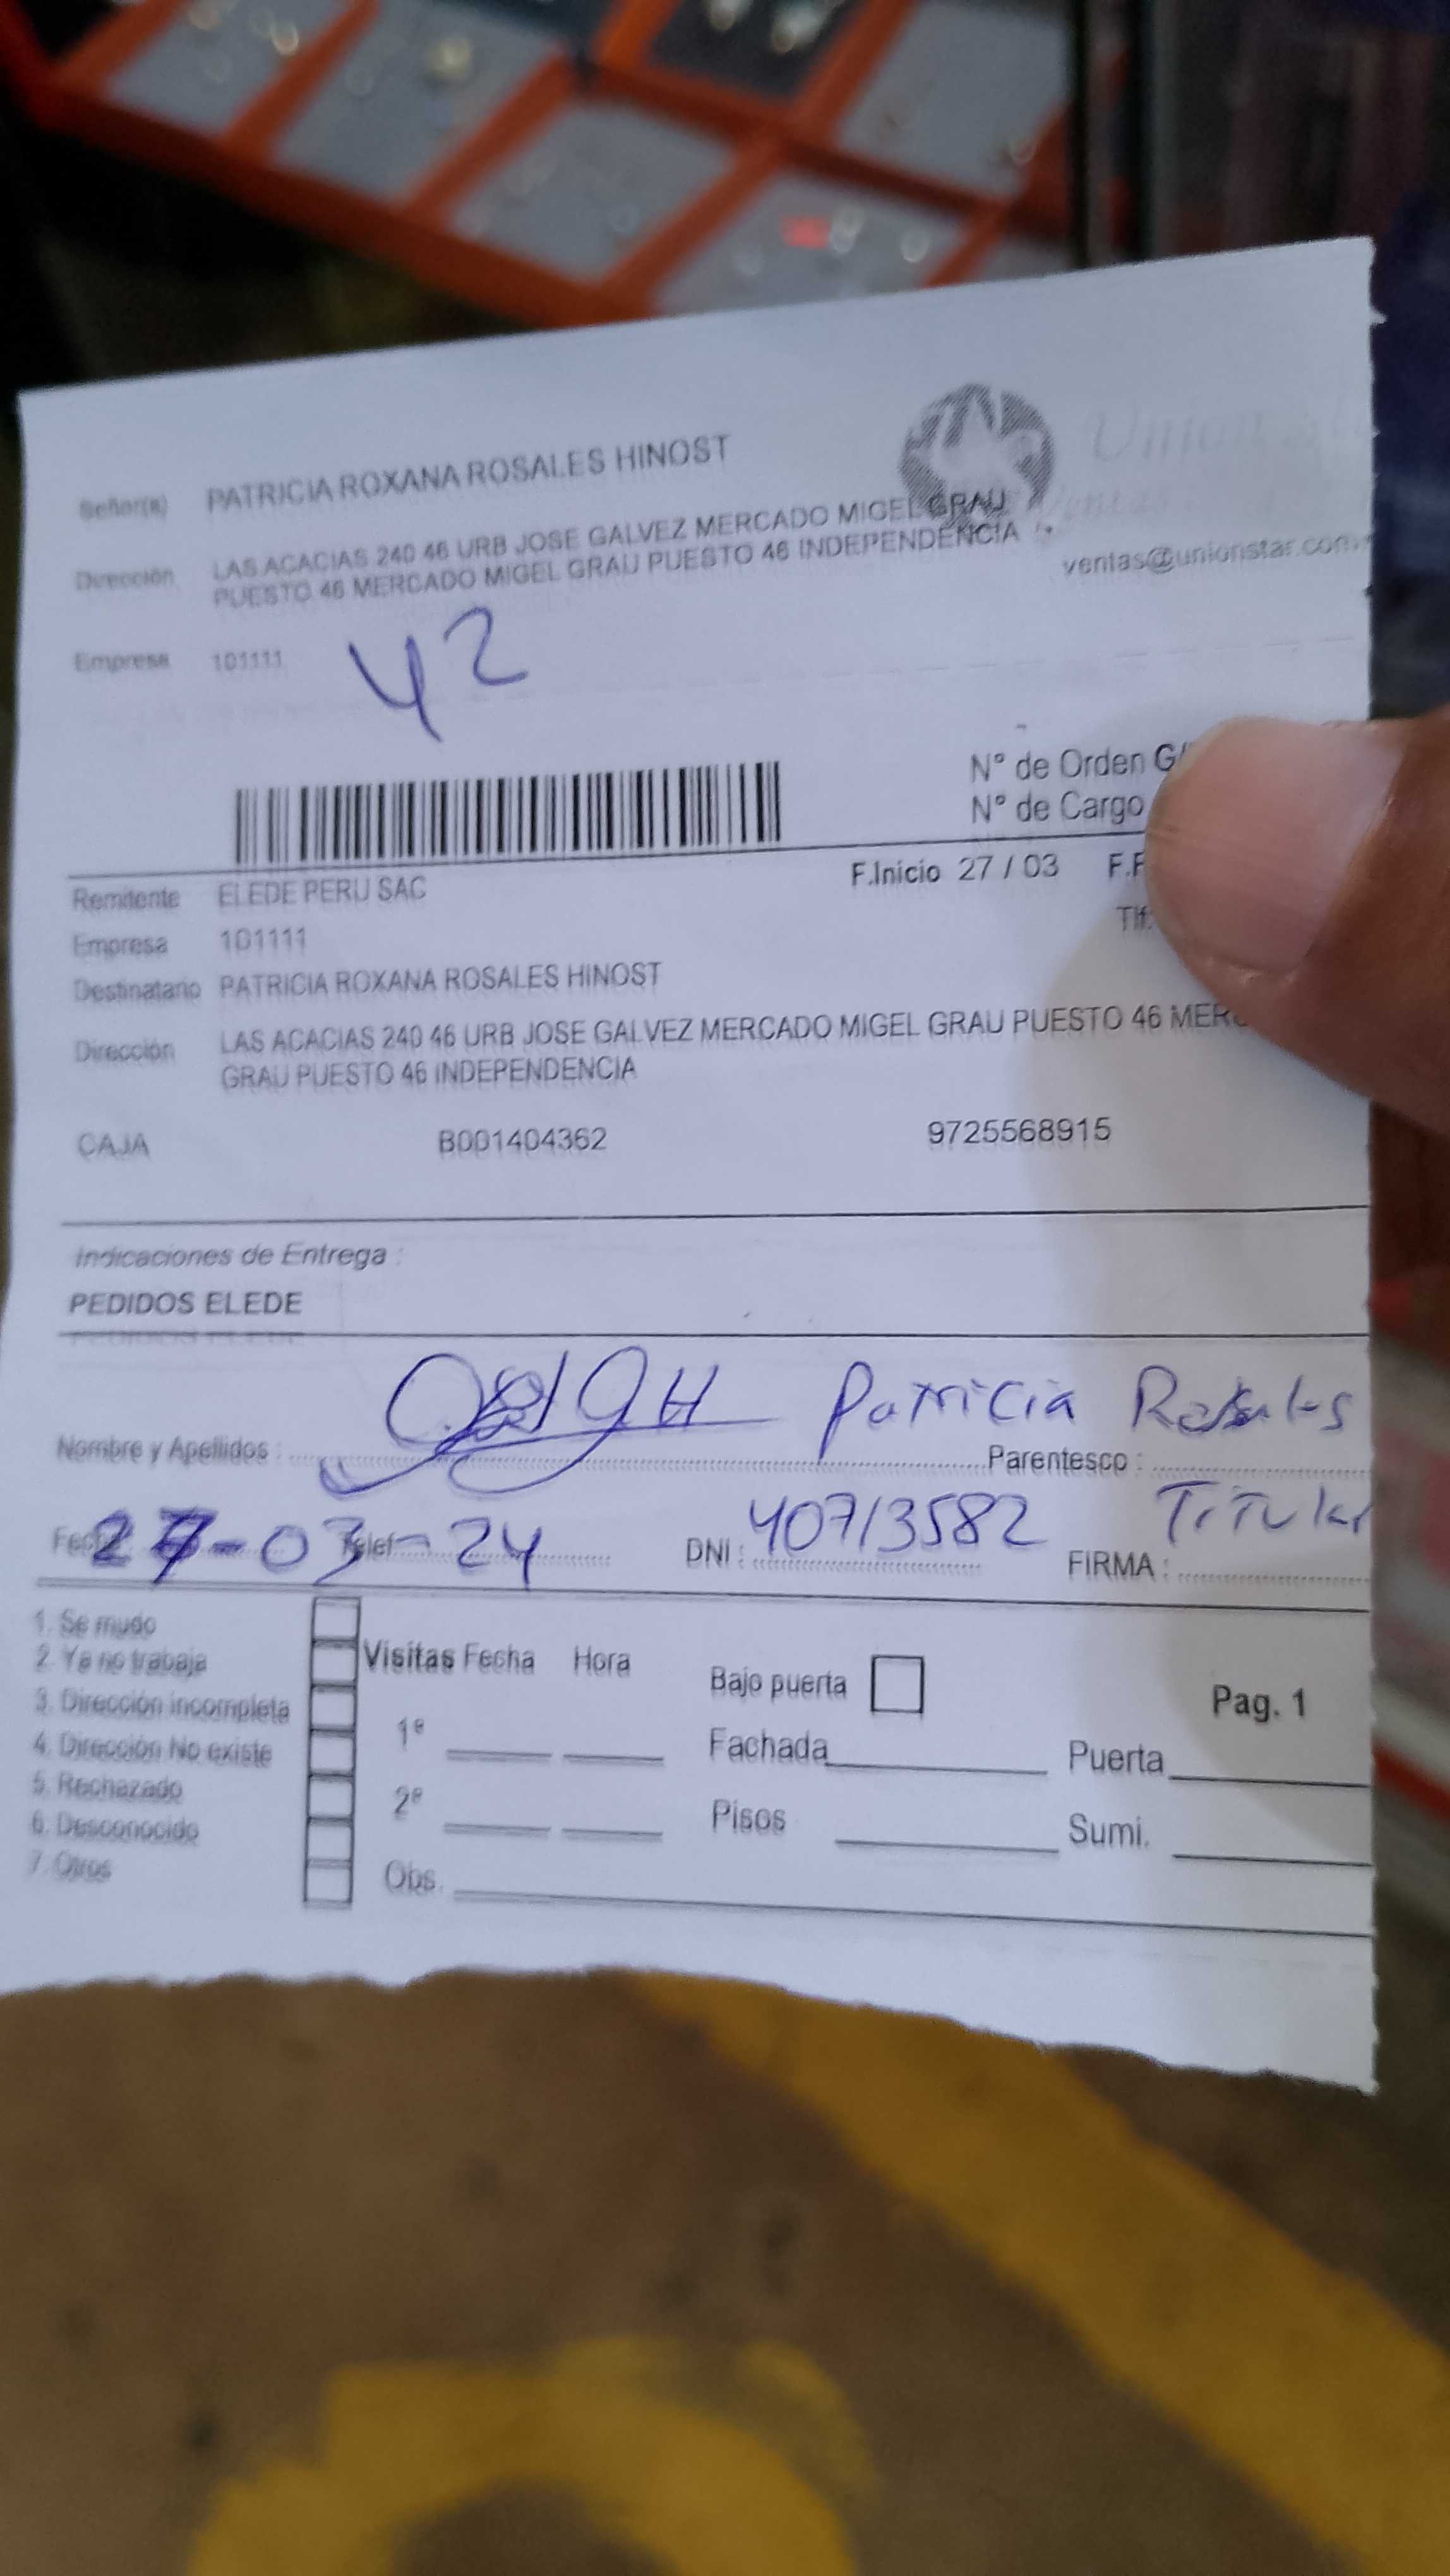 Señor(a) PATRICIA ROXANA ROSALES HINOST
Union
Dirección LAS ACACIAS 240 46 URB JOSE GALVEZ MERCADO MIGEL GRAU
PUESTO 46 MERCADO MIGEL GRAU PUESTO 46 INDEPENDENCIA
ventas@unionstar.com
Empresa 101111
42
N° de Orden G/
N° de Cargo
F.Inicio 27 / 03 F.F
Remitente ELEDE PERU SAC
Tlf:
Empresa 101111
Destinatario PATRICIA ROXANA ROSALES HINOST
Dirección LAS ACACIAS 240 46 URB JOSE GALVEZ MERCADO MIGEL GRAU PUESTO 46 MERC
GRAU PUESTO 46 INDEPENDENCIA
CAJA B001404362 9725568915
Indicaciones de Entrega :
PEDIDOS ELEDE
Patricia Rosales
Nombre y Apellidos : Parentesco :
Titular
27-03-24 Telef DNI : 40713582 FIRMA :
1. Se mudo
2. Ya no trabaja
3. Dirección incompleta
4. Dirección No existe
5. Rechazado
6. Desconocido
7. Otros
Visitas Fecha Hora
1ª
2ª
Obs.
Bajo puerta
Fachada
Pisos
Pag. 1
Puerta
Sumi.